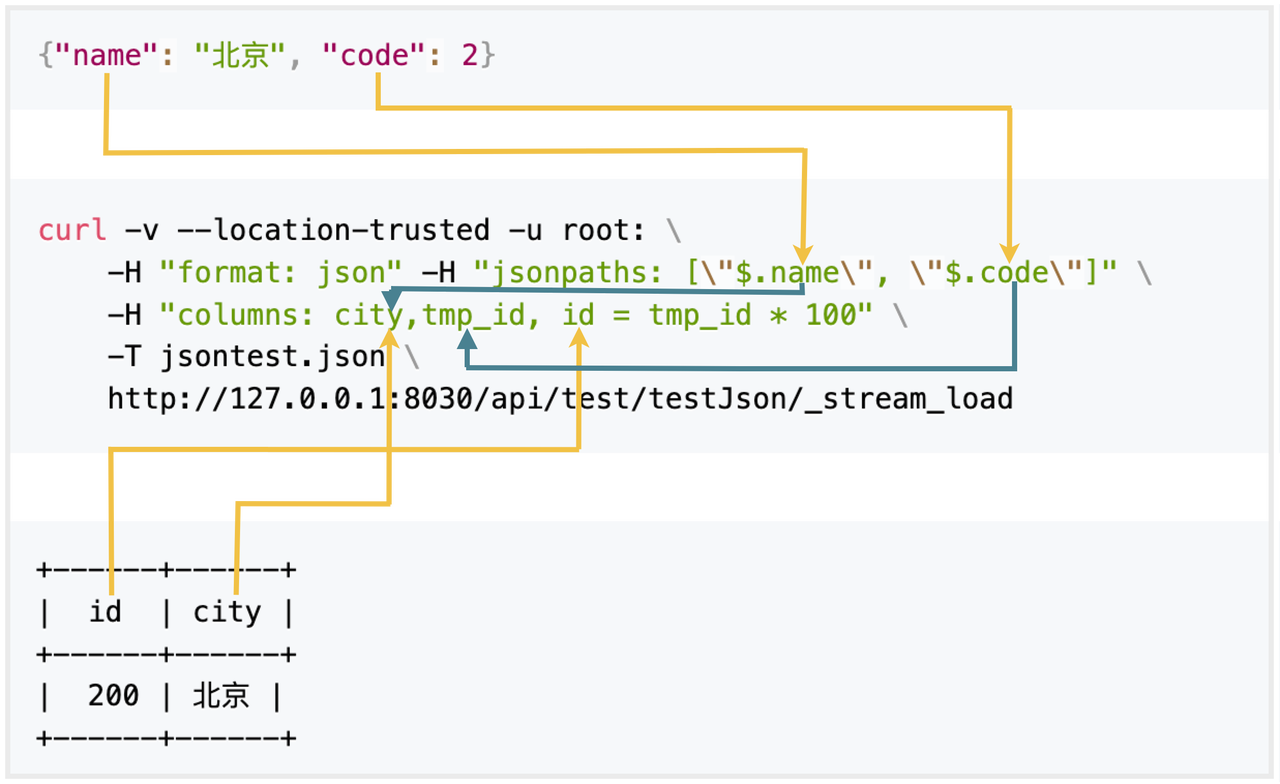 {"name": "北京", "code": 2}
curl -v --location-trusted -u root: \
-H "format: json" -H "jsonpaths: [\"$.name\", \"$.code\"]" \
-H "columns: city,tmp_id, id = tmp_id * 100" \
-T jsontest.json \
http://127.0.0.1:8030/api/test/testJson/_stream_load
+------+------+
| id | city |
+------+------+
| 200 | 北京 |
+------+------+